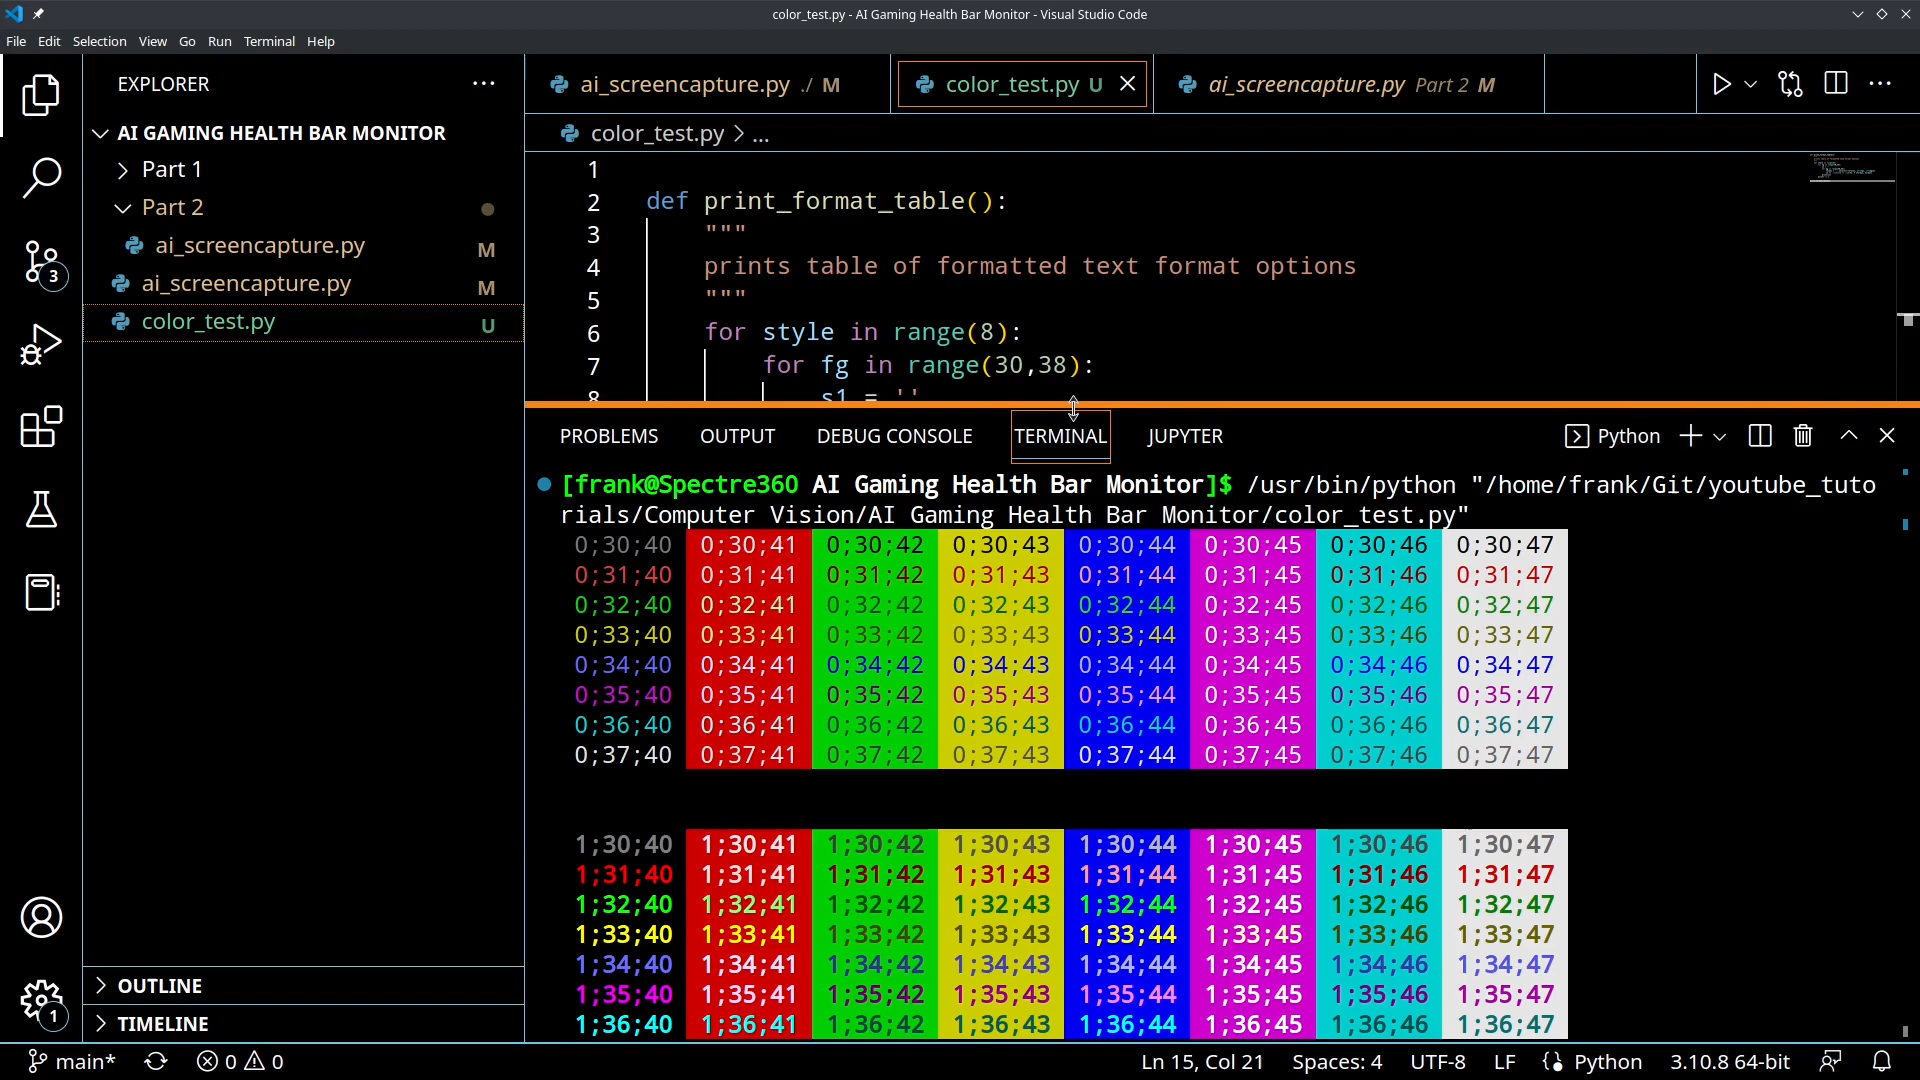 color_test.py - AI Gaming Health Bar Monitor - Visual Studio Code
File Edit Selection View Go Run Terminal Help
EXPLORER
AI GAMING HEALTH BAR MONITOR
Part 1
Part 2
ai_screencapture.py M
ai_screencapture.py M
color_test.py U
3
OUTLINE
TIMELINE
1
ai_screencapture.py ./ M
color_test.py U
ai_screencapture.py Part 2 M
color_test.py > ...
1
2 def print_format_table():
3 """
4 prints table of formatted text format options
5 """
6 for style in range(8):
7 for fg in range(30,38):
8 s1 = ''
PROBLEMS OUTPUT DEBUG CONSOLE TERMINAL JUPYTER
Python
[frank@Spectre360 AI Gaming Health Bar Monitor]$ /usr/bin/python "/home/frank/Git/youtube_tuto
rials/Computer Vision/AI Gaming Health Bar Monitor/color_test.py"
0;30;40 0;30;41 0;30;42 0;30;43 0;30;44 0;30;45 0;30;46 0;30;47
0;31;40 0;31;41 0;31;42 0;31;43 0;31;44 0;31;45 0;31;46 0;31;47
0;32;40 0;32;41 0;32;42 0;32;43 0;32;44 0;32;45 0;32;46 0;32;47
0;33;40 0;33;41 0;33;42 0;33;43 0;33;44 0;33;45 0;33;46 0;33;47
0;34;40 0;34;41 0;34;42 0;34;43 0;34;44 0;34;45 0;34;46 0;34;47
0;35;40 0;35;41 0;35;42 0;35;43 0;35;44 0;35;45 0;35;46 0;35;47
0;36;40 0;36;41 0;36;42 0;36;43 0;36;44 0;36;45 0;36;46 0;36;47
0;37;40 0;37;41 0;37;42 0;37;43 0;37;44 0;37;45 0;37;46 0;37;47
1;30;40 1;30;41 1;30;42 1;30;43 1;30;44 1;30;45 1;30;46 1;30;47
1;31;40 1;31;41 1;31;42 1;31;43 1;31;44 1;31;45 1;31;46 1;31;47
1;32;40 1;32;41 1;32;42 1;32;43 1;32;44 1;32;45 1;32;46 1;32;47
1;33;40 1;33;41 1;33;42 1;33;43 1;33;44 1;33;45 1;33;46 1;33;47
1;34;40 1;34;41 1;34;42 1;34;43 1;34;44 1;34;45 1;34;46 1;34;47
1;35;40 1;35;41 1;35;42 1;35;43 1;35;44 1;35;45 1;35;46 1;35;47
1;36;40 1;36;41 1;36;42 1;36;43 1;36;44 1;36;45 1;36;46 1;36;47
main* 0 0 Ln 15, Col 21 Spaces: 4 UTF-8 LF Python 3.10.8 64-bit